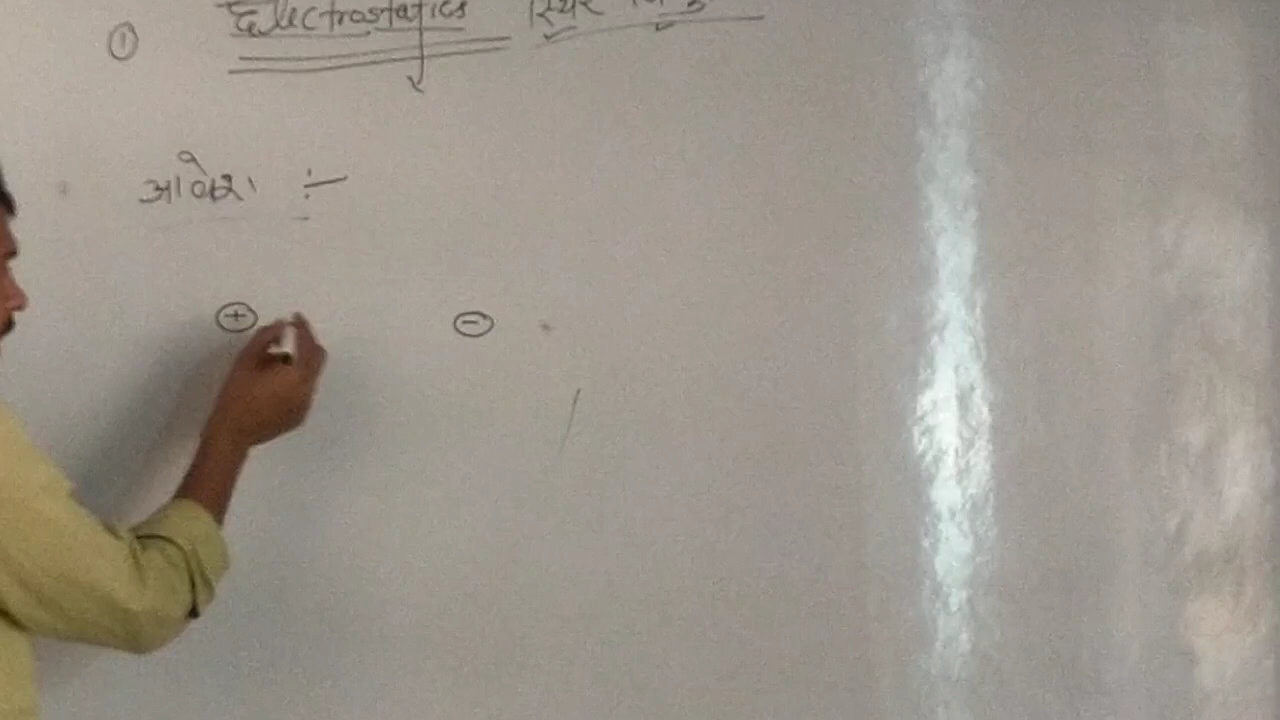 ① Electrostatics स्थिर
आवेश :-
+ -